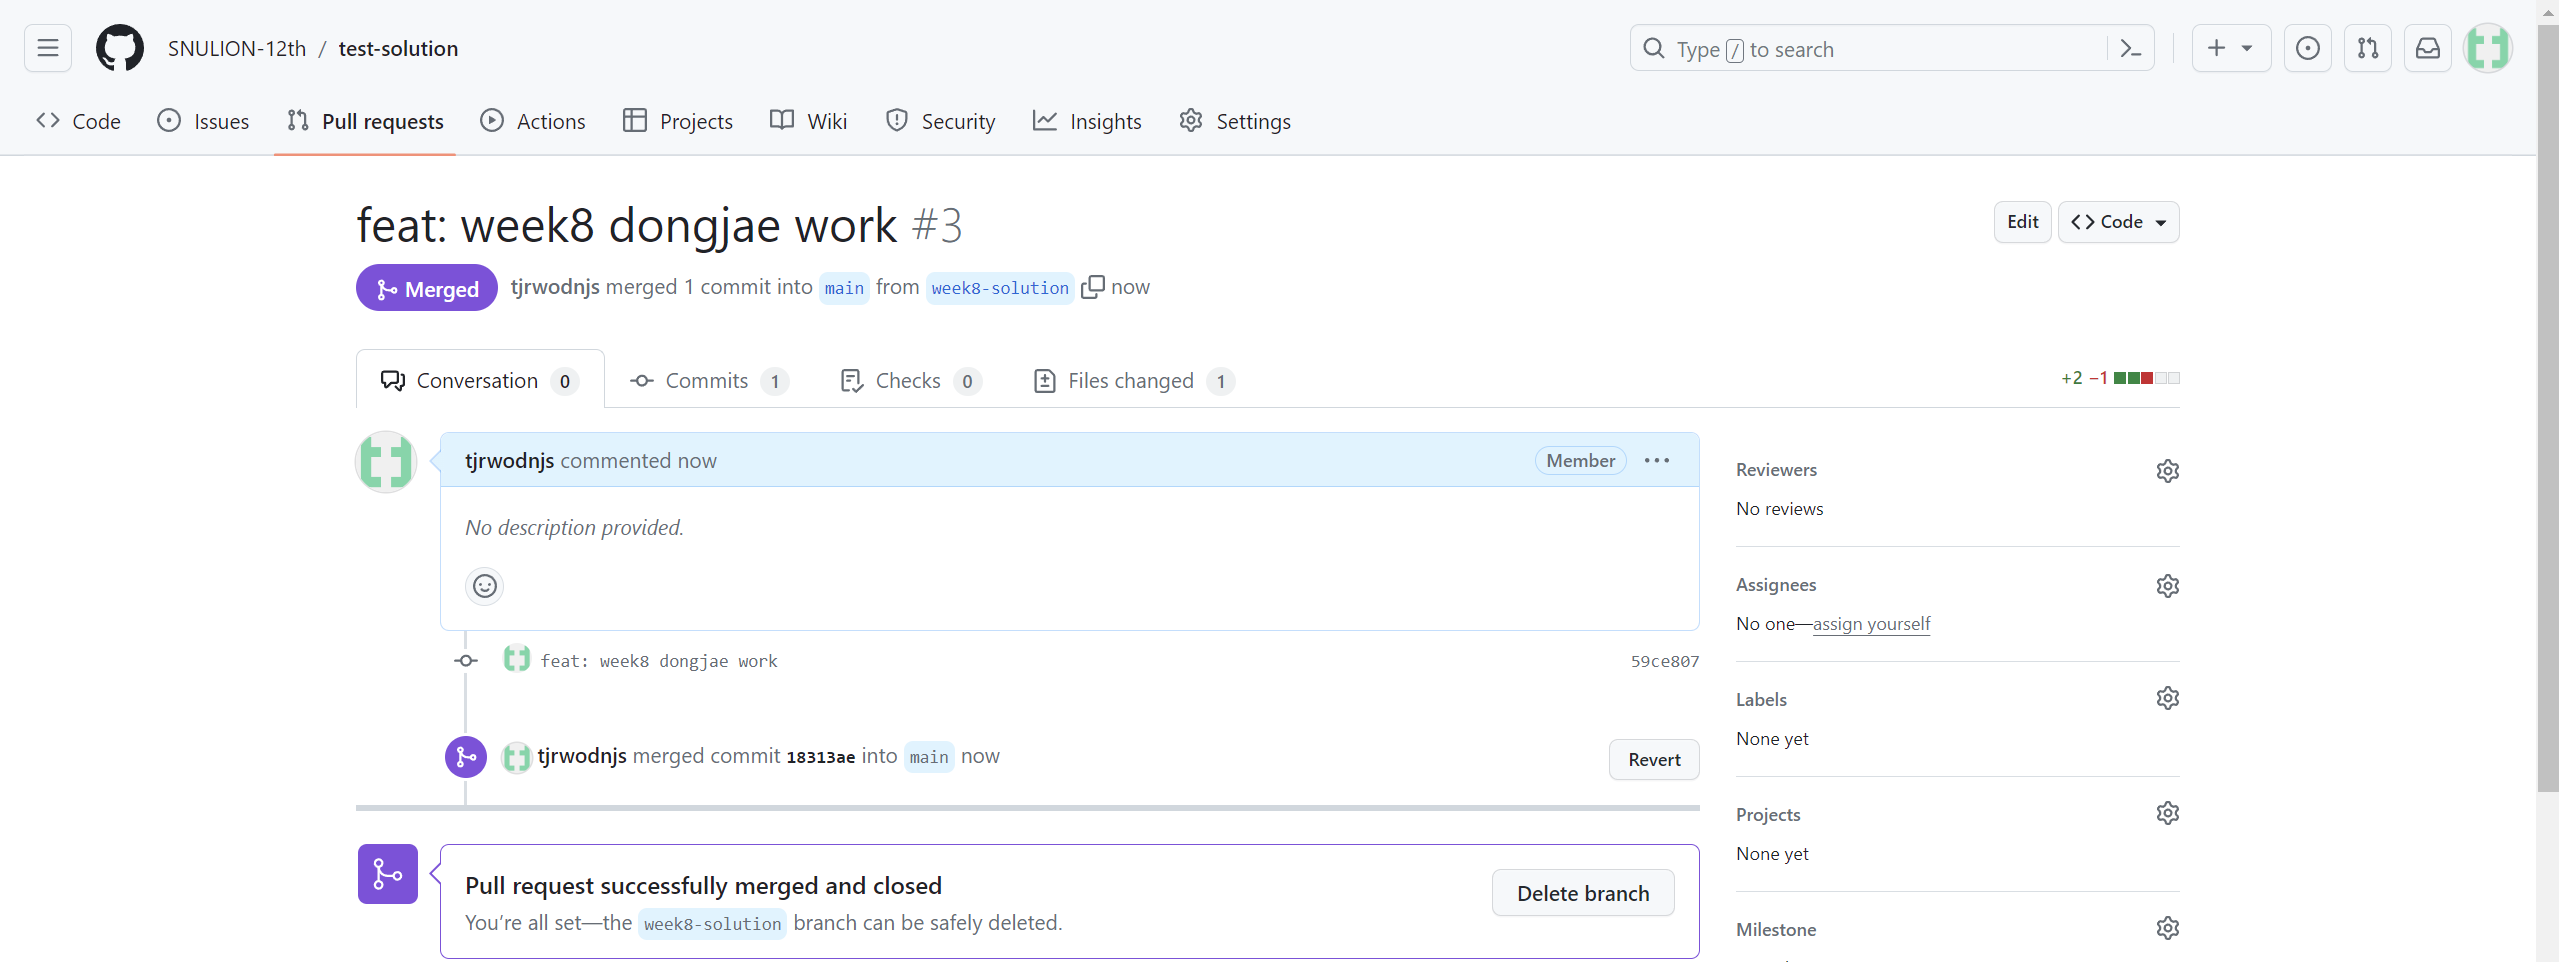 SNULION-12th / test-solution
Type / to search
Code Issues Pull requests Actions Projects Wiki Security Insights Settings
feat: week8 dongjae work #3
Edit
Code
Merged
tjrwodnjs merged 1 commit into main from week8-solution now
Conversation 0 Commits 1 Checks 0 Files changed 1
+2 −1
tjrwodnjs commented now
Member
No description provided.
feat: week8 dongjae work
59ce807
tjrwodnjs merged commit 18313ae into main now
Revert
Pull request successfully merged and closed
You’re all set—the week8-solution branch can be safely deleted.
Delete branch
Reviewers
No reviews
Assignees
No one—assign yourself
Labels
None yet
Projects
None yet
Milestone